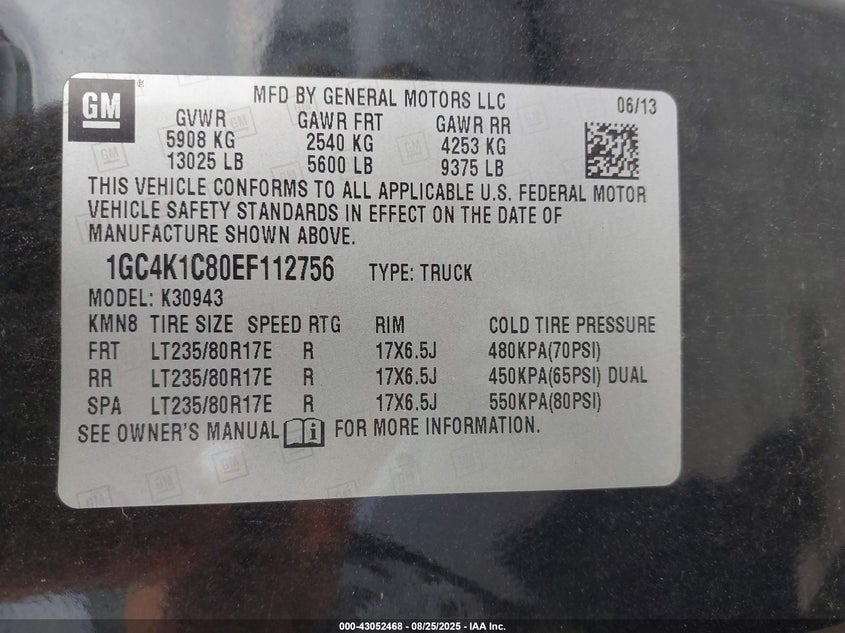 GM ®
MFD BY GENERAL MOTORS LLC 06/13
GVWR GAWR FRT GAWR RR
5908 KG 2540 KG 4253 KG
13025 LB 5600 LB 9375 LB
THIS VEHICLE CONFORMS TO ALL APPLICABLE U.S. FEDERAL MOTOR
VEHICLE SAFETY STANDARDS IN EFFECT ON THE DATE OF
MANUFACTURE SHOWN ABOVE.
1GC4K1C80EF112756 TYPE: TRUCK
MODEL: K30943
KMN8 TIRE SIZE SPEED RTG RIM COLD TIRE PRESSURE
FRT LT235/80R17E R 17X6.5J 480KPA(70PSI)
RR LT235/80R17E R 17X6.5J 450KPA(65PSI) DUAL
SPA LT235/80R17E R 17X6.5J 550KPA(80PSI)
SEE OWNER'S MANUAL i FOR MORE INFORMATION.
000-43052468 - 08/25/2025 - IAA Inc.